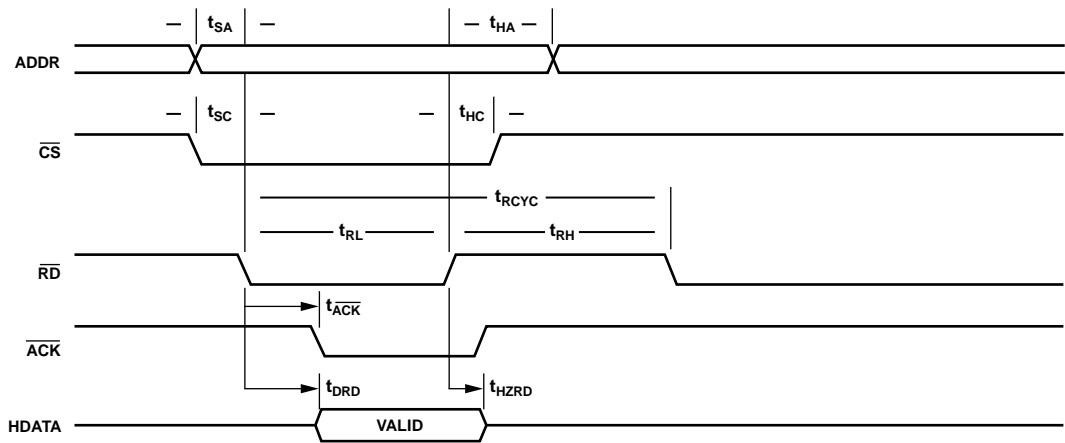 tSA tHA
ADDR
tSC tHC
CS
tRCYC
tRL tRH
RD
tACK
ACK
tDRD tHZRD
HDATA VALID